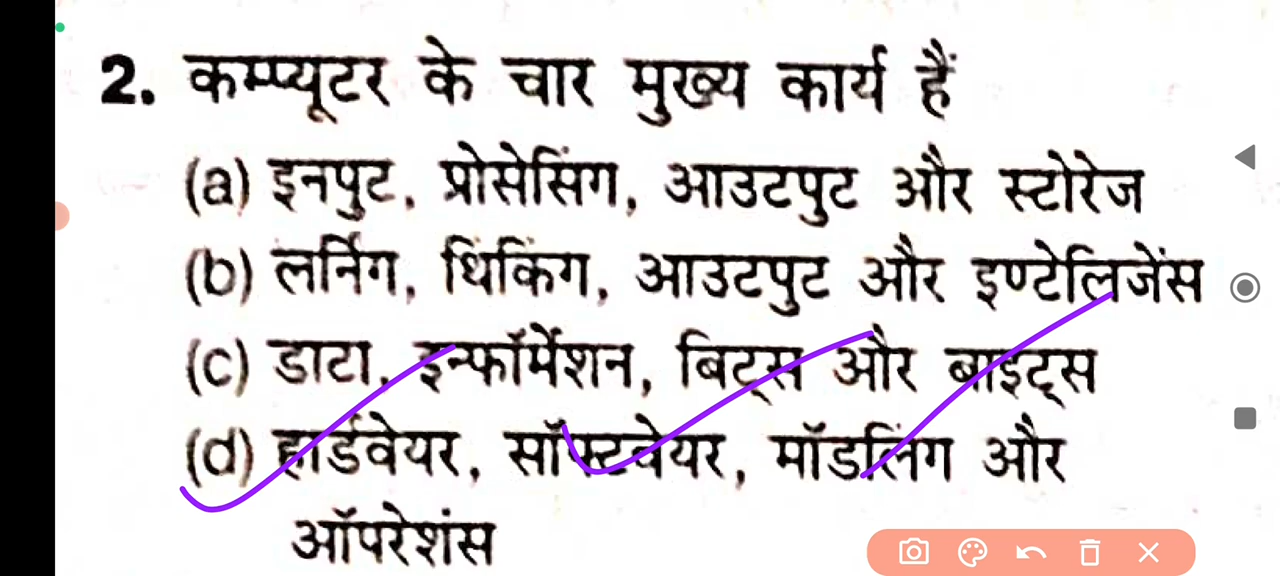 2. कम्प्यूटर के चार मुख्य कार्य हैं
(a) इनपुट, प्रोसेसिंग, आउटपुट और स्टोरेज
(b) लर्निंग, थिंकिंग, आउटपुट और इण्टेलिजेंस
(c) डाटा, इन्फॉर्मेशन, बिट्स और बाइट्स
(d) हार्डवेयर, सॉफ्टवेयर, मॉडलिंग और
ऑपरेशंस